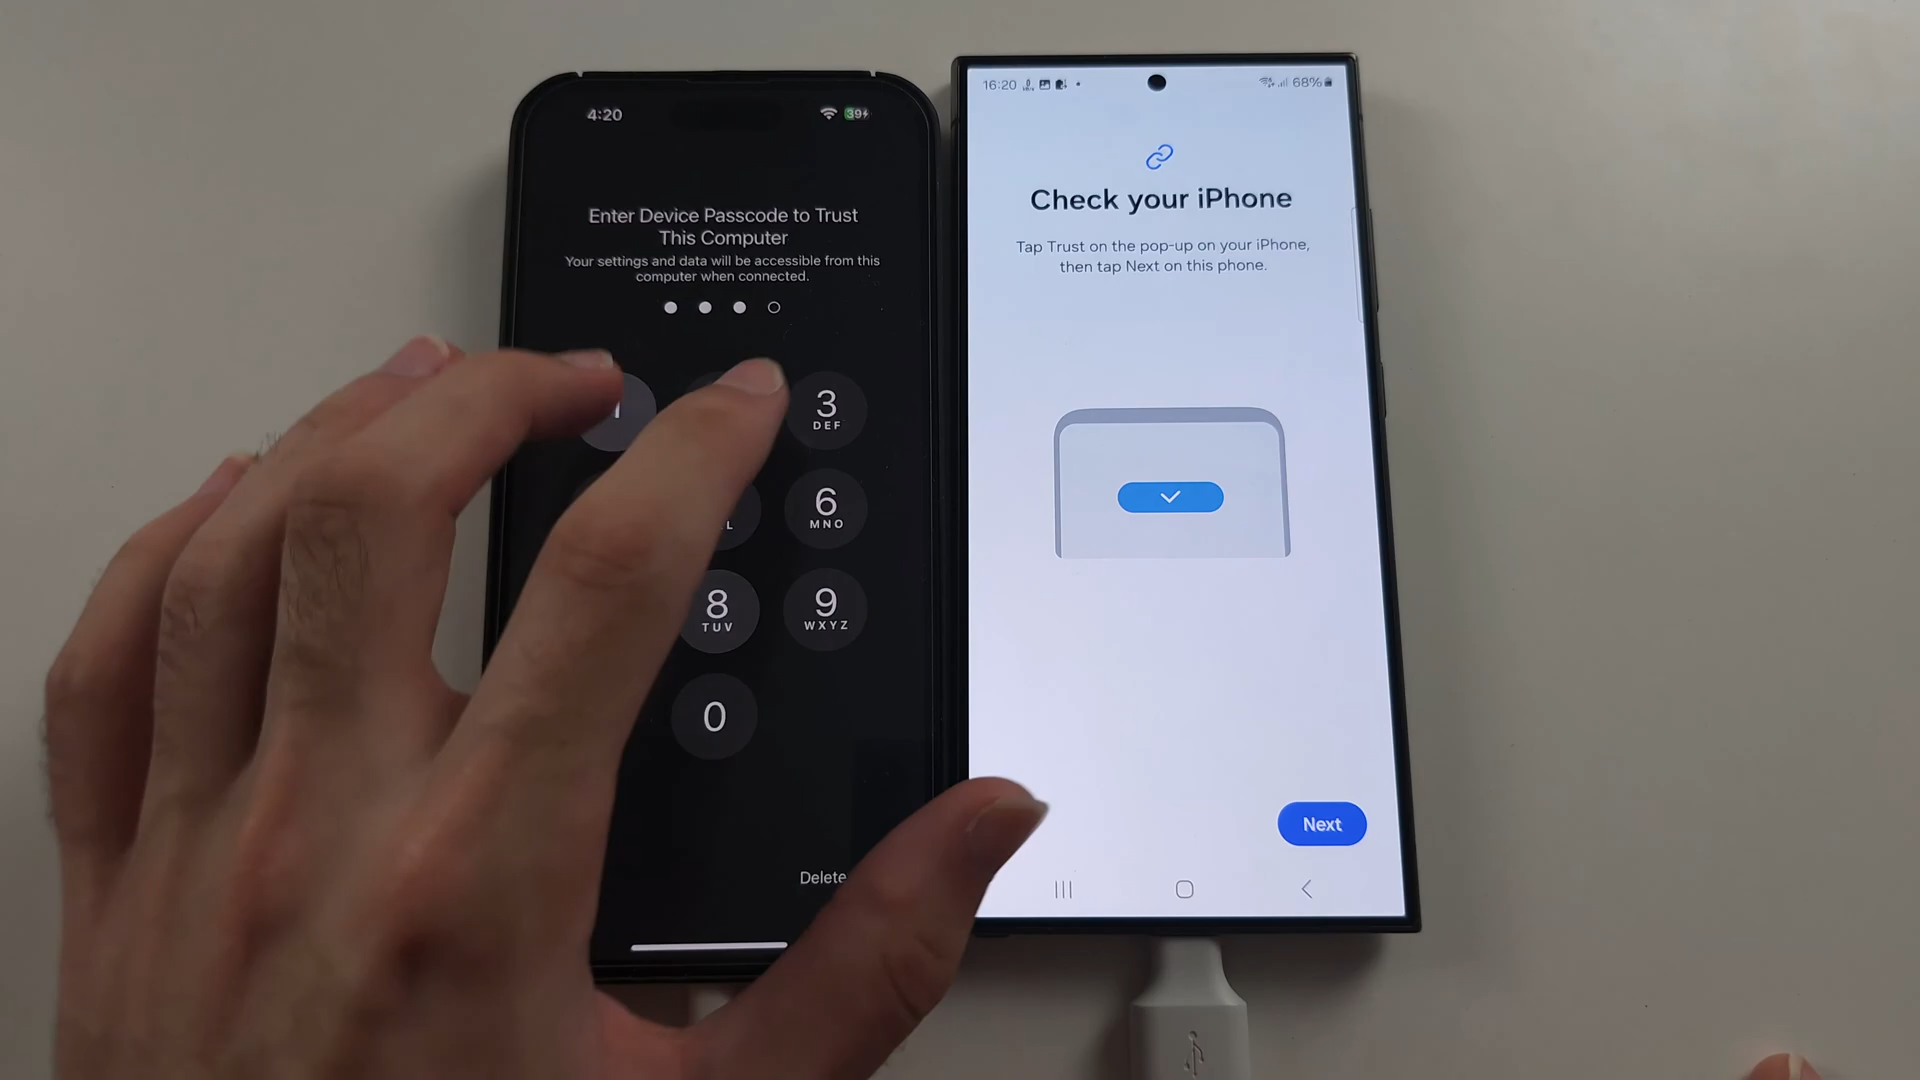 4:20
39
Enter Device Passcode to Trust
This Computer
Your settings and data will be accessible from this
computer when connected.
1
3
DEF
L
6
MNO
8
TUV
9
WXYZ
0
Delete
16:20
68%
Check your iPhone
Tap Trust on the pop-up on your iPhone,
then tap Next on this phone.
Next